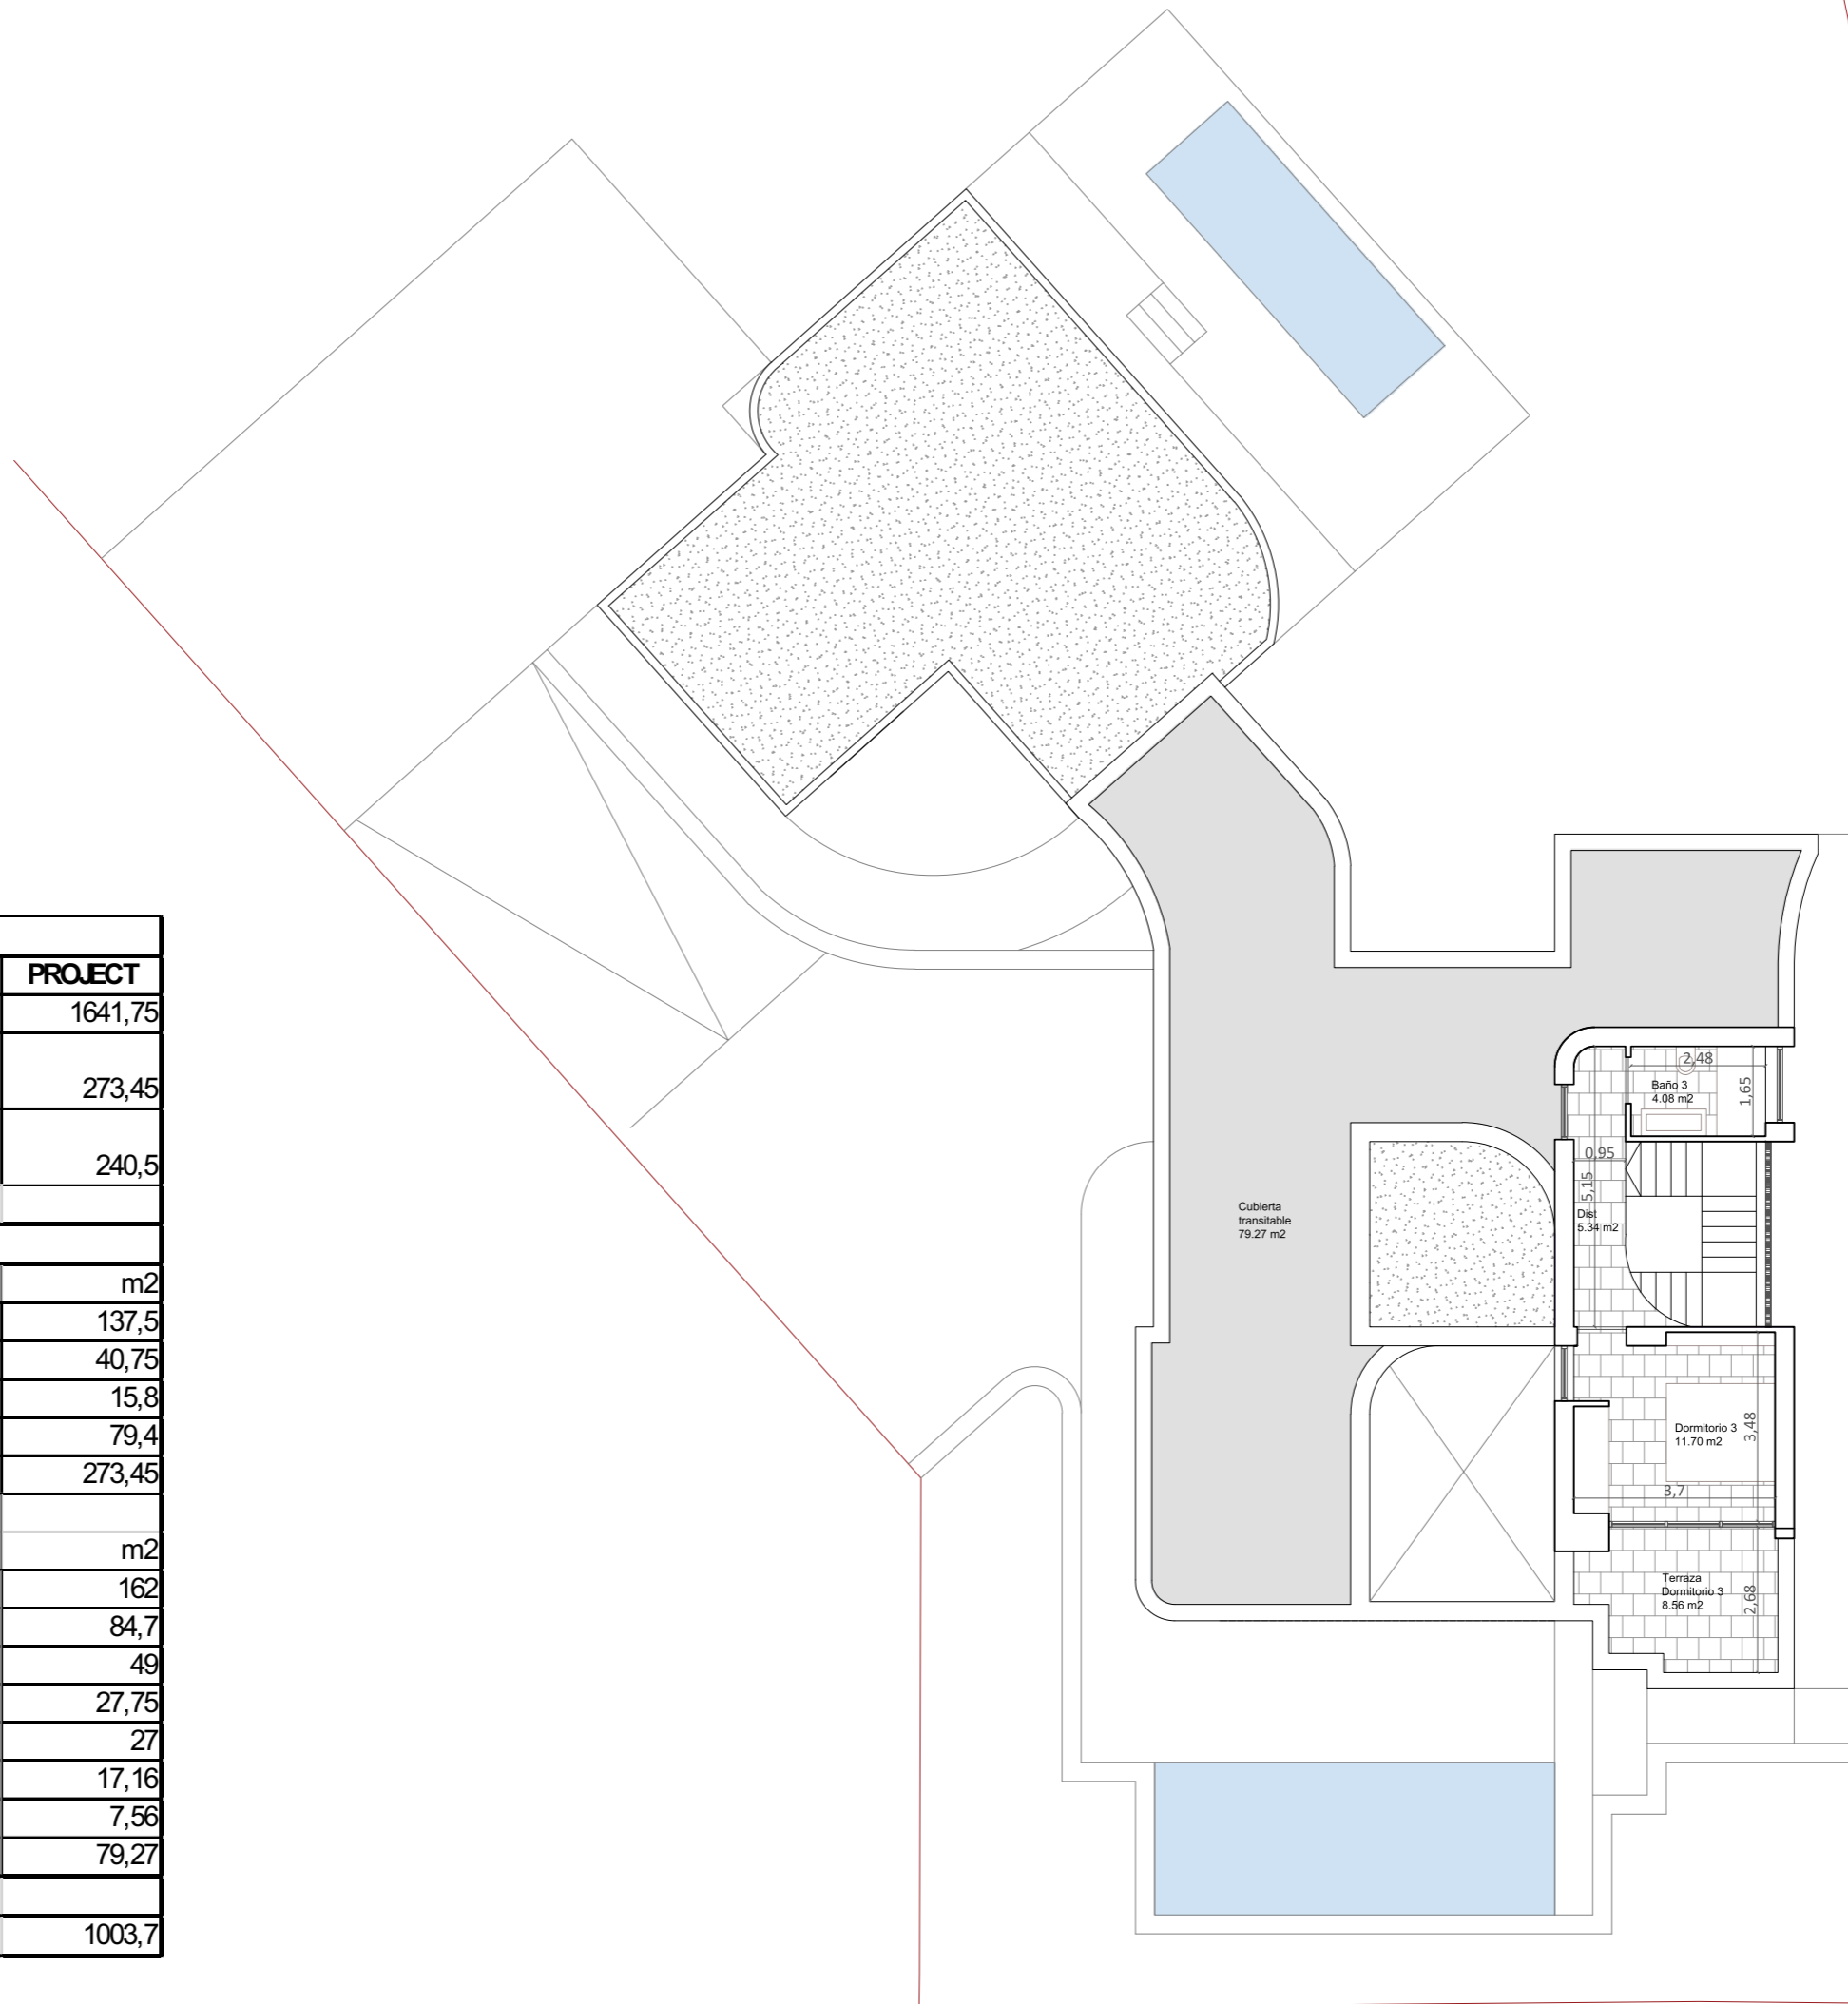 PROJECT
1641,75
273,45
240,5
m2
137,5
40,75
15,8
79,4
273,45
m2
162
84,7
49
27,75
27
17,16
7,56
79,27
1003,7
2,48
Baño 3
4.08 m2
1,65
0,95
5,15
Dist
5.34 m2
Cubierta
transitable
79.27 m2
Dormitorio 3
11.70 m2
3,48
3,7
Terraza
Dormitorio 3
8.56 m2
2,68